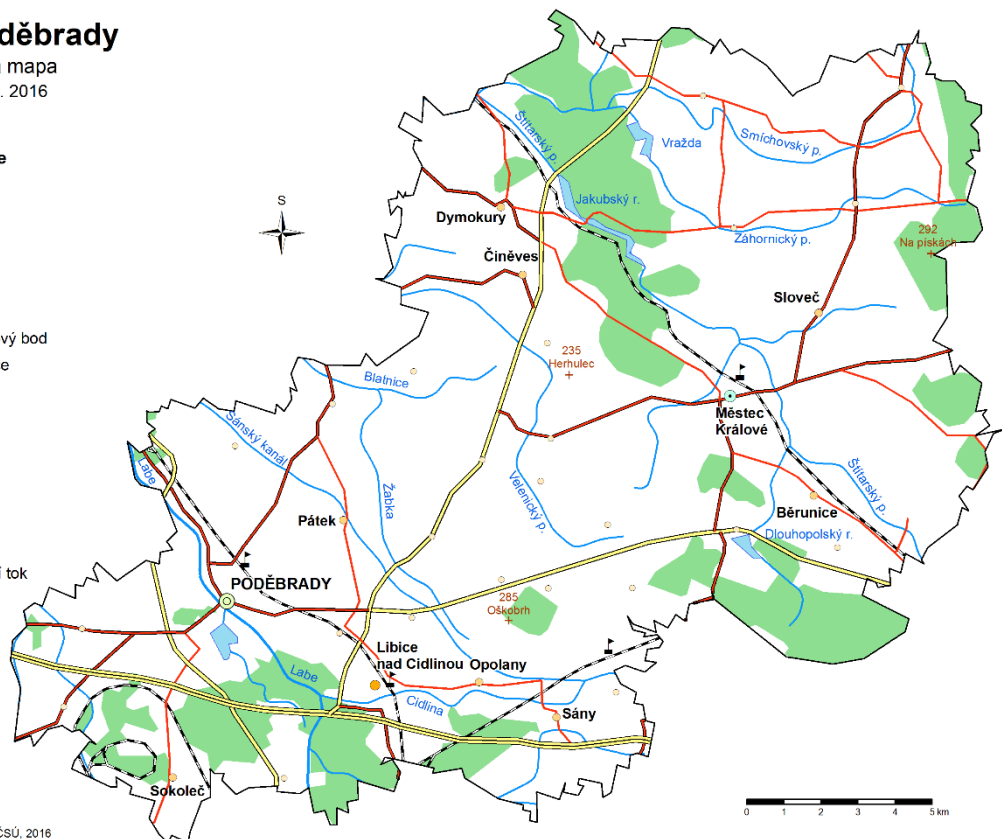 děbrady
mapa
. 2016
e
S
vý bod
ce
í tok
Štítarský p.
Vražda
Smíchovský p.
Jakubský r.
Dymokury
Záhornický p.
292
Na pískách
Činěves
Sloveč
235
Herhulec
Blatnice
Městec
Králové
Sánský kanál
Labe
Žabka
Velenický p.
Štítarský p.
Pátek
Běrunice
Dlouhopolský r.
PODĚBRADY
285
Oškobrh
Libice
nad Cidlinou
Opolany
Labe
Cidlina
Sány
Sokoleč
0 1 2 3 4 5 km
ČSÚ, 2016